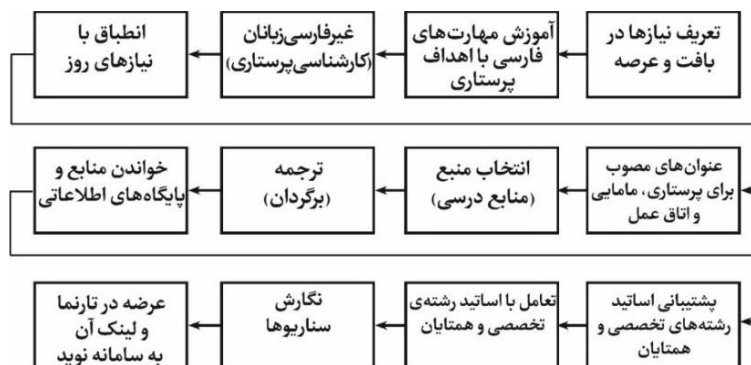 تعریف نیازها در
بافت و عرصه
آموزش مهارت‌های
فارسی با اهداف
پرستاری
غیرفارسی‌زبانان
(کارشناسی‌پرستاری)
انطباق با
نیازهای روز
عنوان‌های مصوب
برای پرستاری، مامایی
و اتاق عمل
انتخاب منبع
(منابع درسی)
ترجمه
(برگردان)
خواندن منابع و
پایگاه‌های اطلاعاتی
پشتیبانی اساتید
رشته‌های تخصصی و
همتایان
تعامل با اساتید رشته‌ی
تخصصی و همتایان
نگارش
سناریوها
عرضه در تارنما
و لینک آن
به سامانه نوید